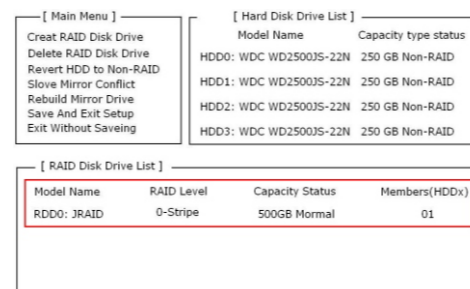 [ Main Menu ]
Creat RAID Disk Drive
Delete RAID Disk Drive
Revert HDD to Non-RAID
Slove Mirror Conflict
Rebuild Mirror Drive
Save And Exit Setup
Exit Without Saveing
[ Hard Disk Drive List ]
Model Name Capacity type status
HDD0: WDC WD2500JS-22N 250 GB Non-RAID
HDD1: WDC WD2500JS-22N 250 GB Non-RAID
HDD2: WDC WD2500JS-22N 250 GB Non-RAID
HDD3: WDC WD2500JS-22N 250 GB Non-RAID
[ RAID Disk Drive List ]
Model Name RAID Level Capacity Status Members(HDDx)
RDD0: JRAID 0-Stripe 500GB Mormal 01